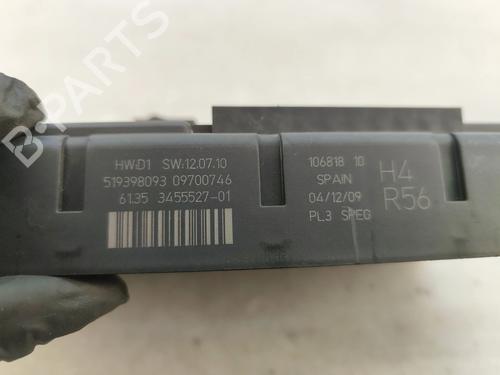 HW:D1 SW:12.07.10
519398093 09700746
61.35 3455527-01
106818 10
SPAIN
04/12/09
PL3 SPEG
H4
R56